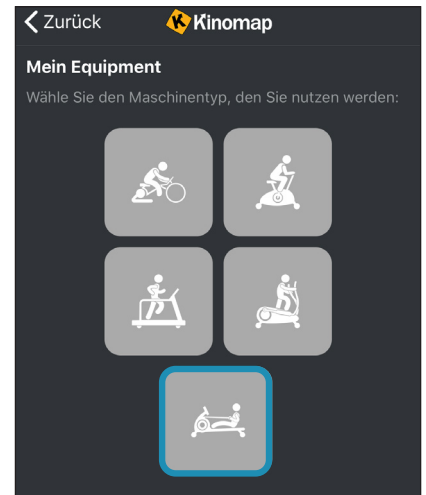 Zurück
Kinomap
Mein Equipment
Wähle Sie den Maschinentyp, den Sie nutzen werden: